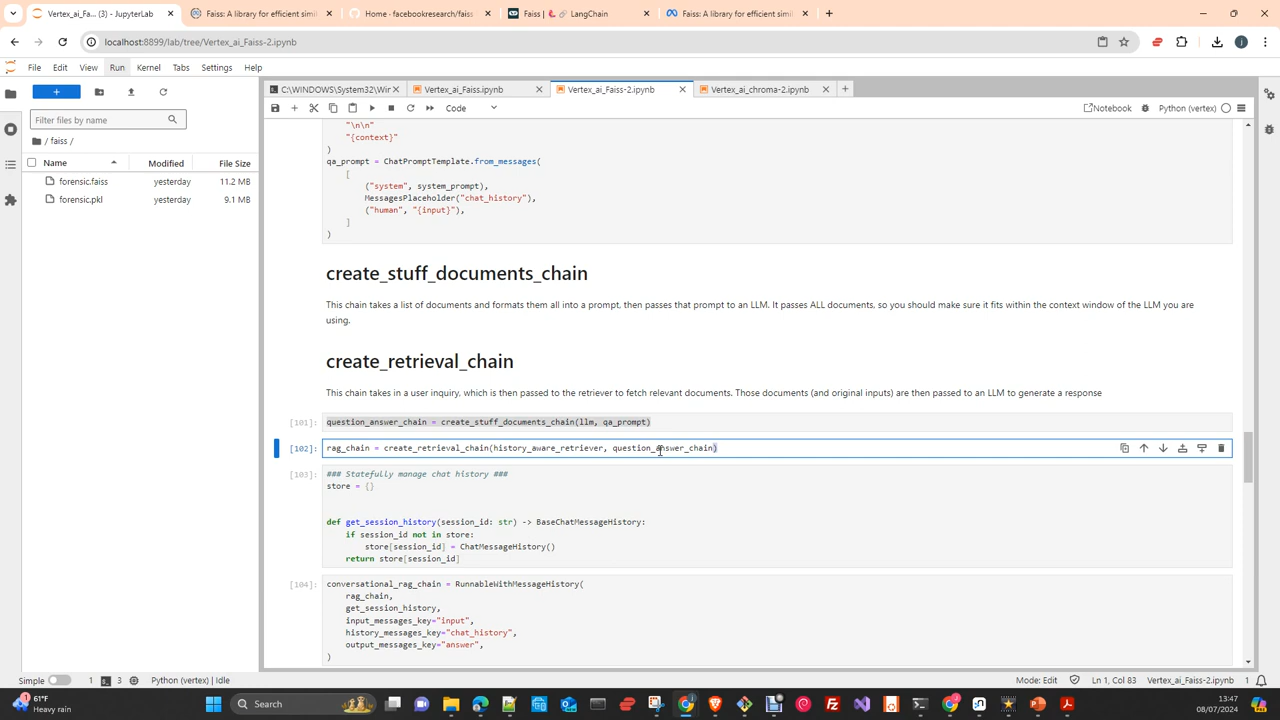 Vertex_ai_Fa... (3) - JupyterLab
Faiss: A library for efficient simil
Home · facebookresearch/faiss
Faiss | 🦜️🔗 LangChain
Faiss: A library for efficient simil
localhost:8899/lab/tree/Vertex_ai_Faiss-2.ipynb
File Edit View Run Kernel Tabs Settings Help
C:\WINDOWS\System32\Wir
Vertex_ai_Faiss.ipynb
Vertex_ai_Faiss-2.ipynb
Vertex_ai_chroma-2.ipynb
Code
Notebook
Python (vertex)
Filter files by name
/ faiss /
Name Modified File Size
forensic.faiss yesterday 11.2 MB
forensic.pkl yesterday 9.1 MB
"\n\n"
"{context}"
)
qa_prompt = ChatPromptTemplate.from_messages(
[
("system", system_prompt),
MessagesPlaceholder("chat_history"),
("human", "{input}"),
]
)
create_stuff_documents_chain
This chain takes a list of documents and formats them all into a prompt, then passes that prompt to an LLM. It passes ALL documents, so you should make sure it fits within the context window of the LLM you are
using.
create_retrieval_chain
This chain takes in a user inquiry, which is then passed to the retriever to fetch relevant documents. Those documents (and original inputs) are then passed to an LLM to generate a response
[101]: question_answer_chain = create_stuff_documents_chain(llm, qa_prompt)
[102]: rag_chain = create_retrieval_chain(history_aware_retriever, question_answer_chain)
[103]: ### Statefully manage chat history ###
store = {}
def get_session_history(session_id: str) -> BaseChatMessageHistory:
if session_id not in store:
store[session_id] = ChatMessageHistory()
return store[session_id]
[104]: conversational_rag_chain = RunnableWithMessageHistory(
rag_chain,
get_session_history,
input_messages_key="input",
history_messages_key="chat_history",
output_messages_key="answer",
)
Simple 1 3 Python (vertex) | Idle
Mode: Edit Ln 1, Col 83 Vertex_ai_Faiss-2.ipynb 1
61°F
Heavy rain
Search
13:47
08/07/2024